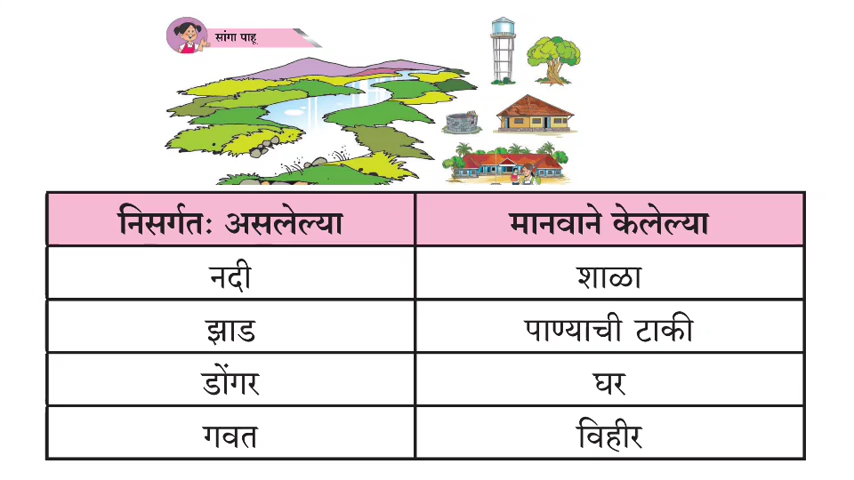 सांगा पाहू
निसर्गतः असलेल्या मानवाने केलेल्या
नदी शाळा
झाड पाण्याची टाकी
डोंगर घर
गवत विहीर